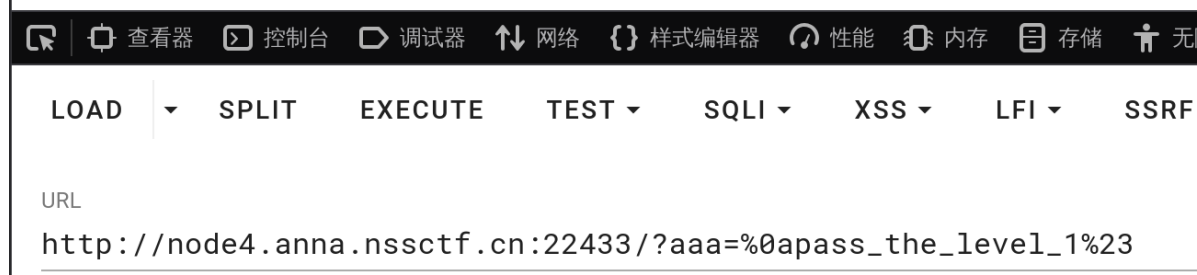 查看器 控制台 调试器 网络 {} 样式编辑器 性能 内存 存储
LOAD SPLIT EXECUTE TEST SQLI XSS LFI SSRF
URL
http://node4.anna.nssctf.cn:22433/?aaa=%0apass_the_level_1%23